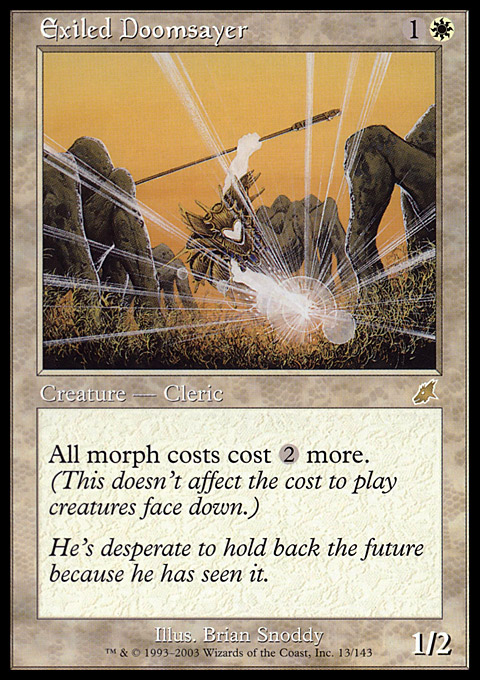 Exiled Doomsayer 1
Creature — Cleric
All morph costs cost 2 more.
(This doesn't affect the cost to play
creatures face down.)
He's desperate to hold back the future
because he has seen it.
Illus. Brian Snoddy
™ & © 1993–2003 Wizards of the Coast, Inc. 13/143
1/2